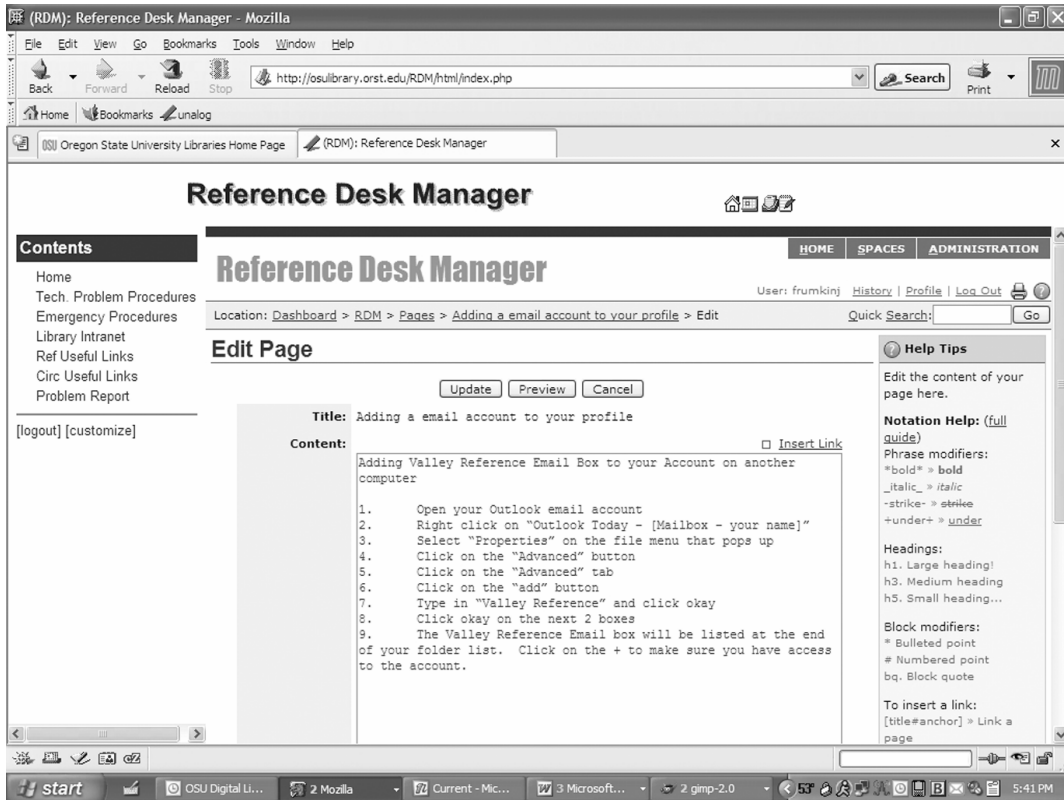 (RDM): Reference Desk Manager - Mozilla
File Edit View Go Bookmarks Tools Window Help
Back Forward Reload Stop http://osulibrary.orst.edu/RDM/html/index.php Search Print
Home Bookmarks unalog
OSU Oregon State University Libraries Home Page (RDM): Reference Desk Manager
Reference Desk Manager
Contents
Home
Tech. Problem Procedures
Emergency Procedures
Library Intranet
Ref Useful Links
Circ Useful Links
Problem Report
[logout] [customize]
HOME SPACES ADMINISTRATION
Reference Desk Manager
User: frumkinj History | Profile | Log Out
Location: Dashboard > RDM > Pages > Adding a email account to your profile > Edit Quick Search: Go
Edit Page
Update Preview Cancel
Title: Adding a email account to your profile
Content: Insert Link
Adding Valley Reference Email Box to your Account on another
computer
1. Open your Outlook email account
2. Right click on “Outlook Today - [Mailbox - your name]”
3. Select “Properties” on the file menu that pops up
4. Click on the “Advanced” button
5. Click on the “Advanced” tab
6. Click on the “add” button
7. Type in “Valley Reference” and click okay
8. Click okay on the next 2 boxes
9. The Valley Reference Email box will be listed at the end
of your folder list. Click on the + to make sure you have access
to the account.
Help Tips
Edit the content of your
page here.
Notation Help: (full
guide)
Phrase modifiers:
*bold* » bold
_italic_ » italic
-strike- » strike
+under+ » under
Headings:
h1. Large heading!
h3. Medium heading
h5. Small heading...
Block modifiers:
* Bulleted point
# Numbered point
bq. Block quote
To insert a link:
[title#anchor] » Link a
page
start OSU Digital Li... 2 Mozilla Current - Mic... 3 Microsoft... 2 gimp-2.0 53° 5:41 PM